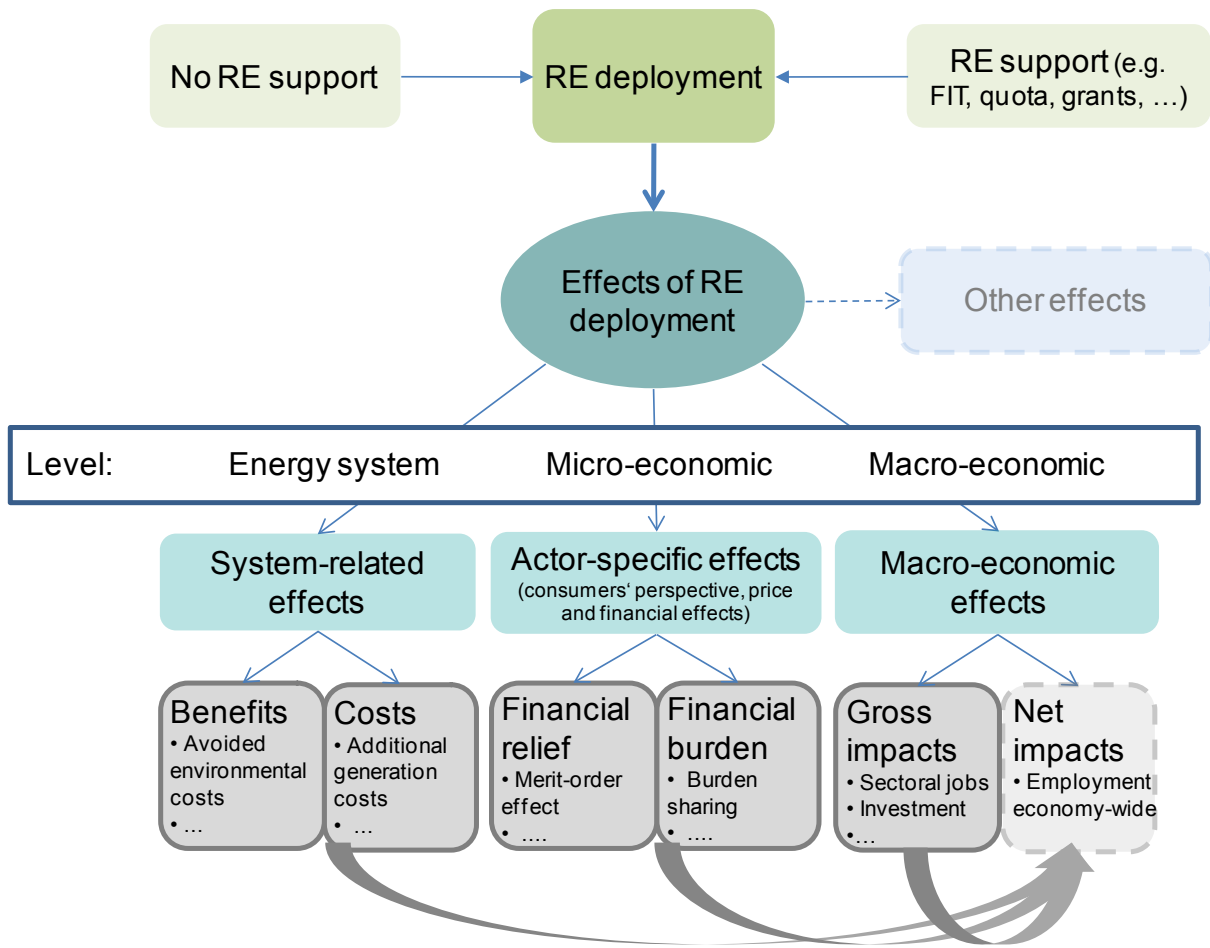 No RE support
RE deployment
RE support (e.g.
FIT, quota, grants, …)
Effects of RE
deployment
Other effects
Level:
Energy system
Micro-economic
Macro-economic
System-related
effects
Actor-specific effects
(consumers‘ perspective, price
and financial effects)
Macro-economic
effects
Benefits
• Avoided
environmental
costs
• …
Costs
• Additional
generation
costs
• …
Financial
relief
• Merit-order
effect
• ….
Financial
burden
• Burden
sharing
• ….
Gross
impacts
• Sectoral jobs
• Investment
•…
Net
impacts
• Employment
economy-wide